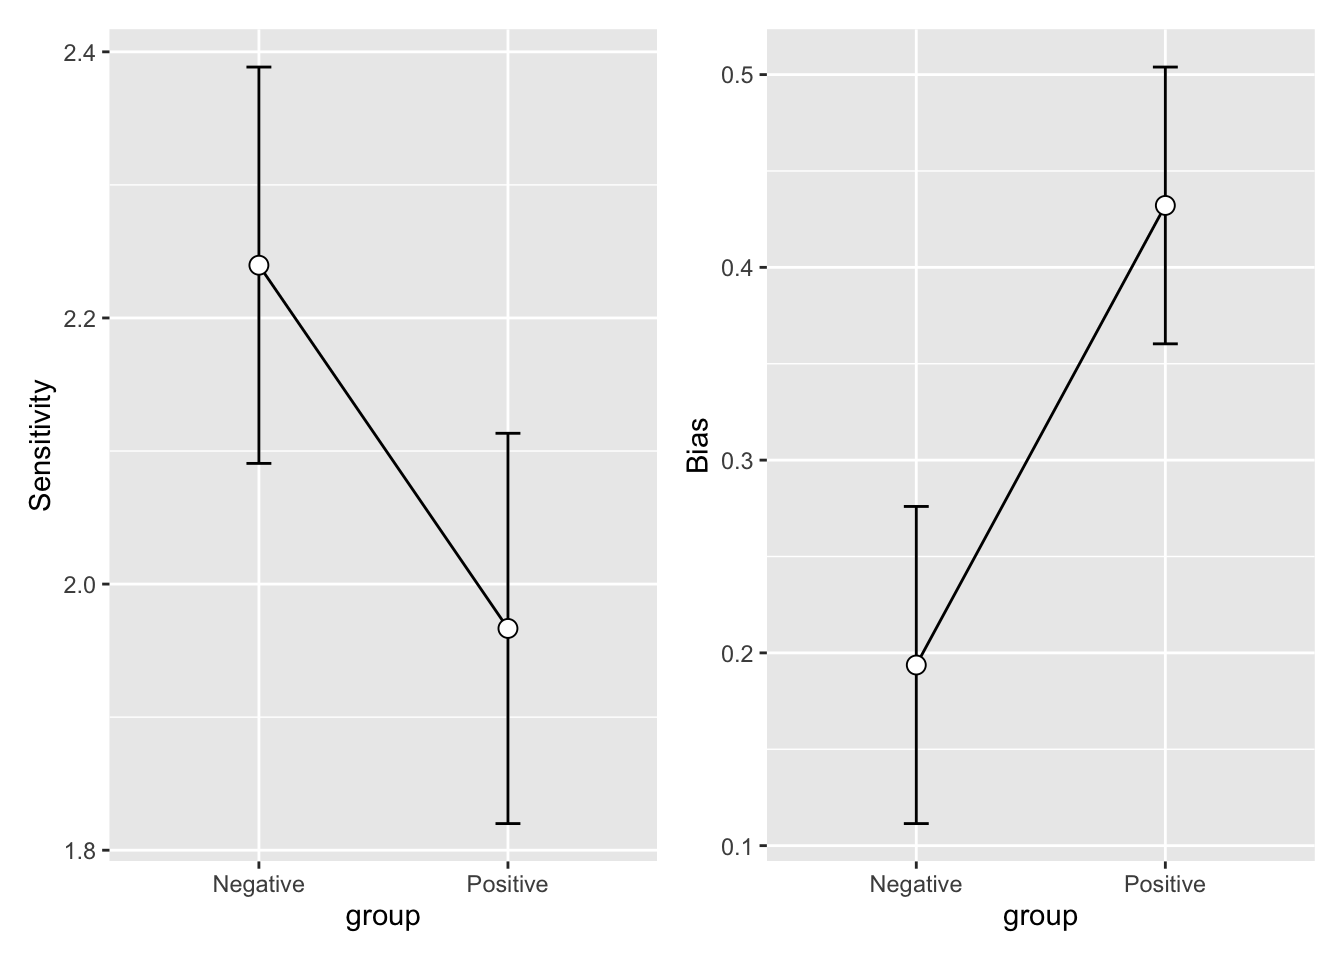 Sensitivity
2.4
2.2
2.0
1.8
Negative
Positive
group
Bias
0.5
0.4
0.3
0.2
0.1
Negative
Positive
group